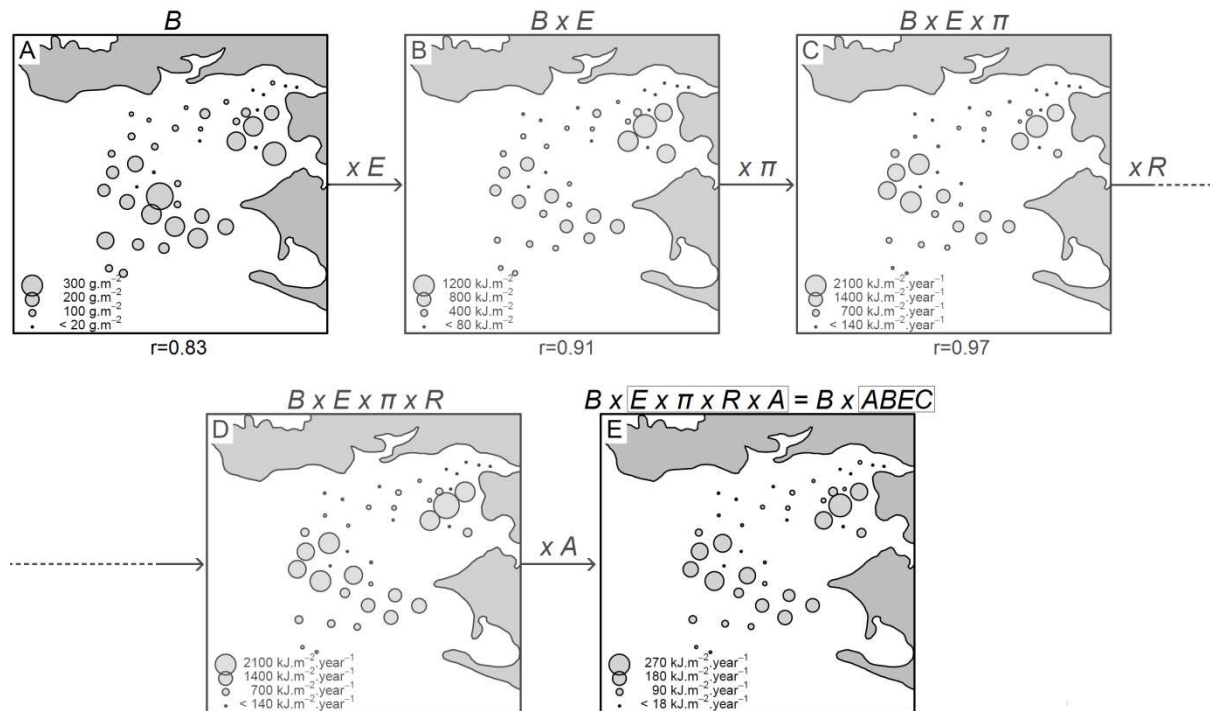 B
A
300 g.m⁻²
200 g.m⁻²
100 g.m⁻²
< 20 g.m⁻²
r=0.83
x E
B x E
B
1200 kJ.m⁻²
800 kJ.m⁻²
400 kJ.m⁻²
< 80 kJ.m⁻²
r=0.91
x π
B x E x π
C
2100 kJ.m⁻².year⁻¹
1400 kJ.m⁻².year⁻¹
700 kJ.m⁻².year⁻¹
< 140 kJ.m⁻².year⁻¹
r=0.97
x R
B x E x π x R
D
2100 kJ.m⁻².year⁻¹
1400 kJ.m⁻².year⁻¹
700 kJ.m⁻².year⁻¹
< 140 kJ.m⁻².year⁻¹
x A
B x E x π x R x A = B x ABEC
E
270 kJ.m⁻².year⁻¹
180 kJ.m⁻².year⁻¹
90 kJ.m⁻².year⁻¹
< 18 kJ.m⁻².year⁻¹